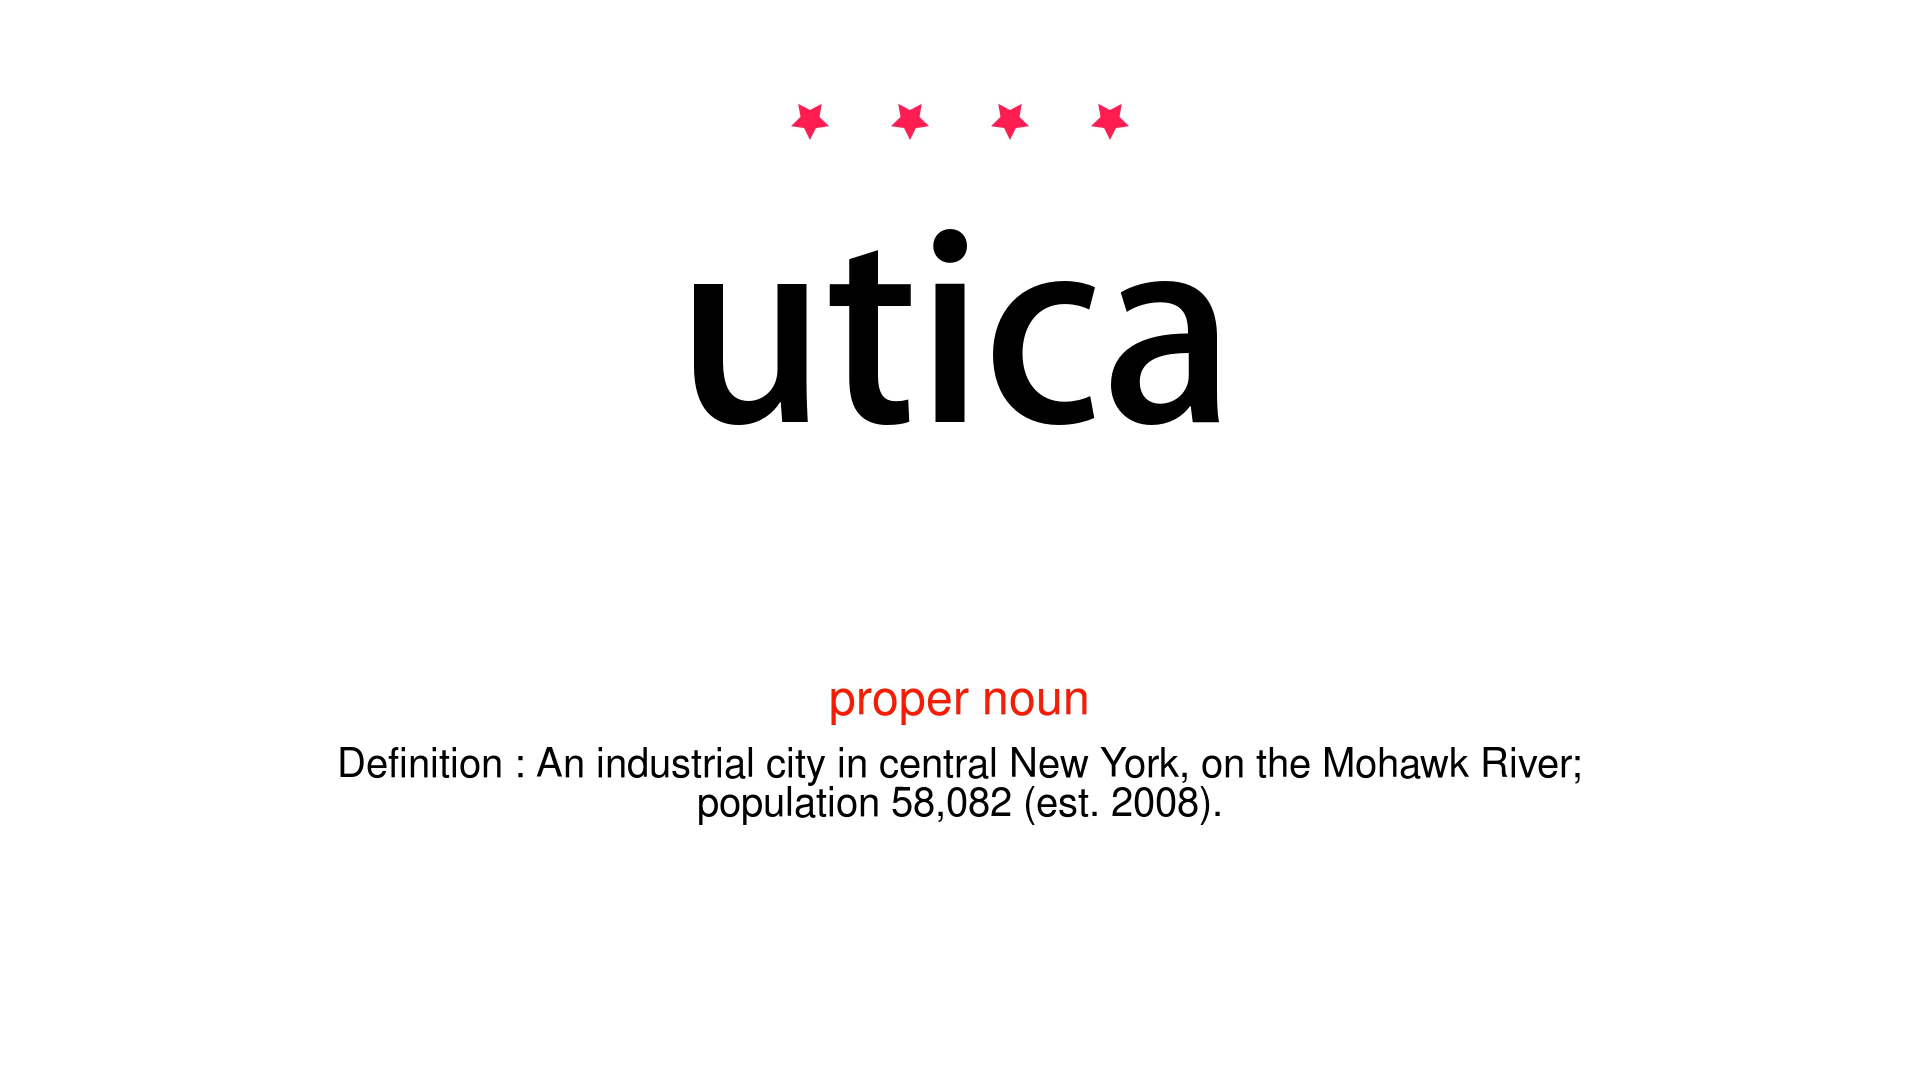 utica
proper noun
Definition : An industrial city in central New York, on the Mohawk River;
population 58,082 (est. 2008).